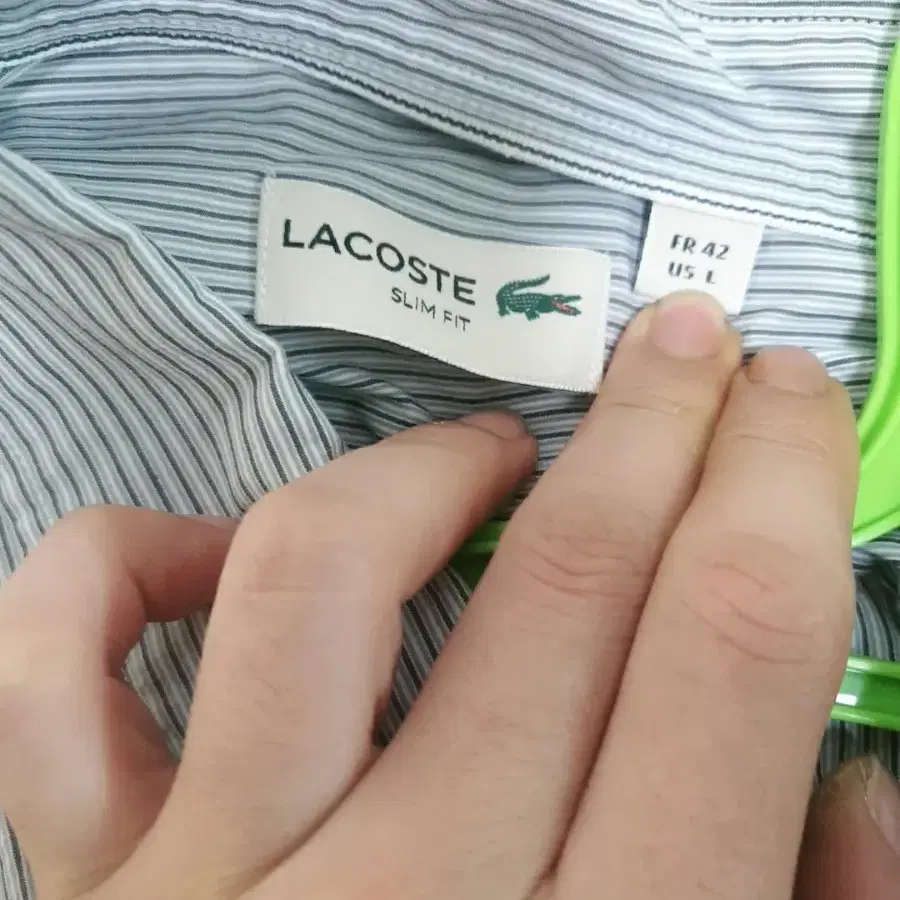 LACOSTE
SLIM FIT
FR 42
US L